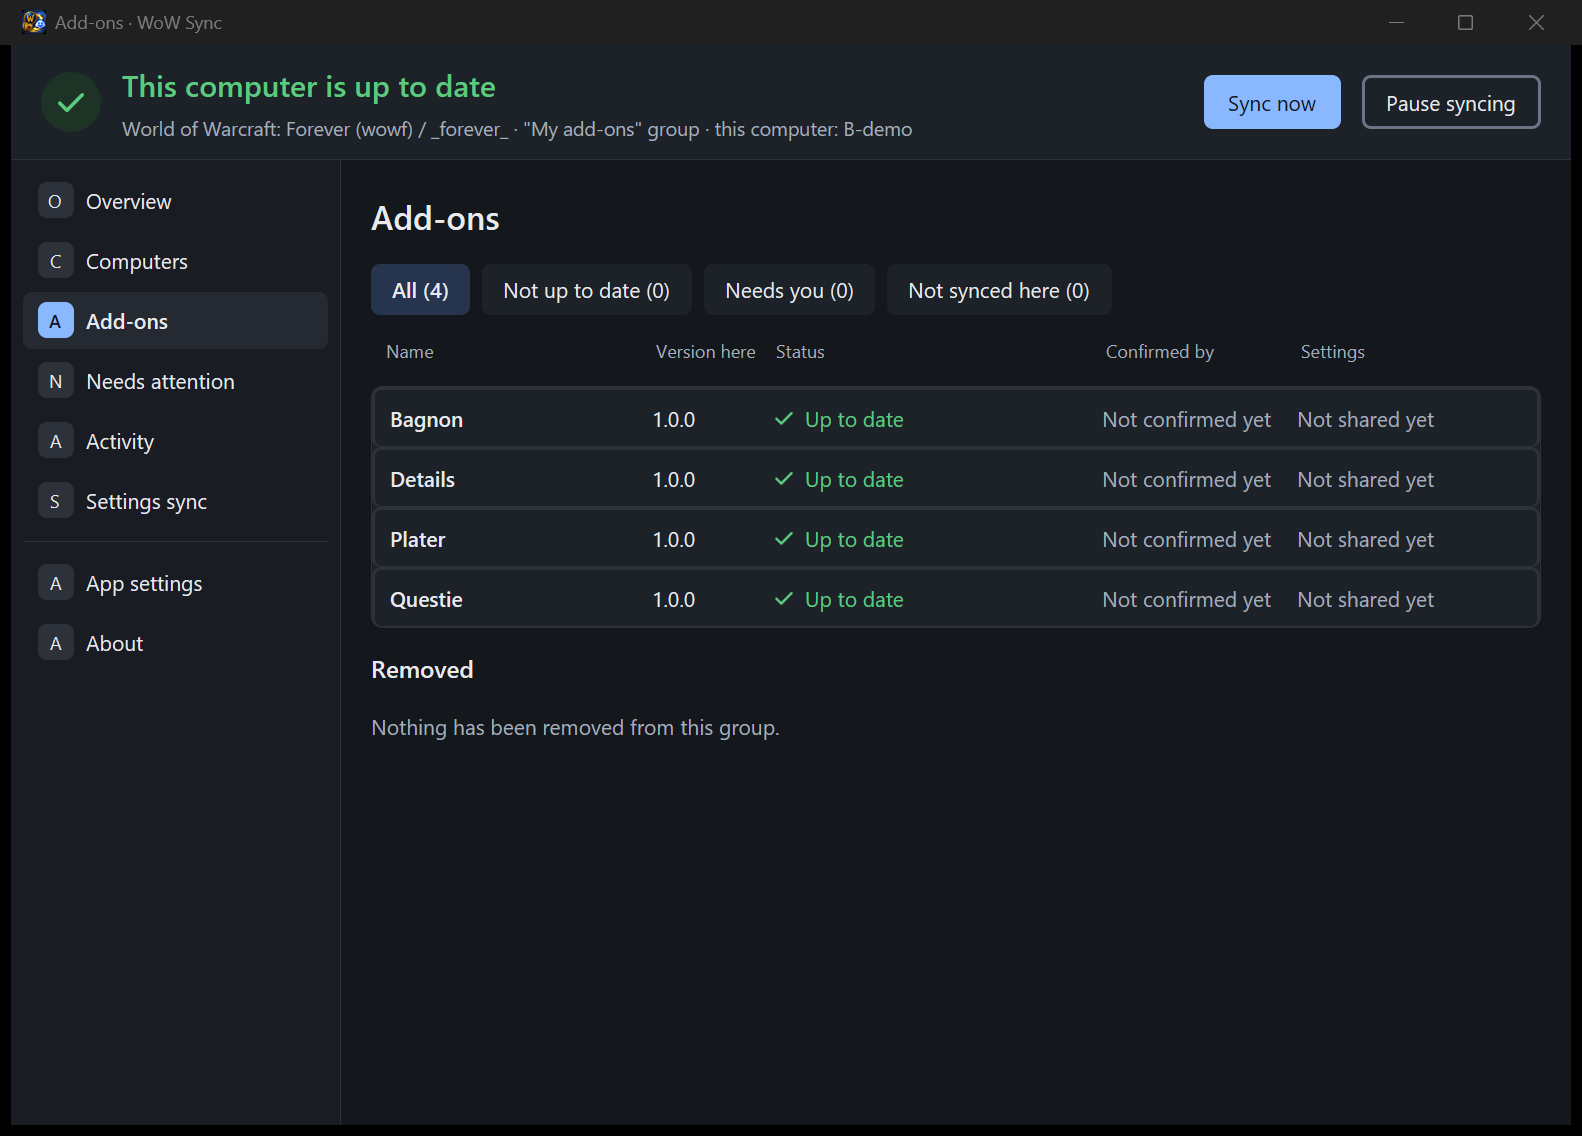 Add-ons · WoW Sync
This computer is up to date
World of Warcraft: Forever (wowf) / _forever_ · "My add-ons" group · this computer: B-demo
Sync now
Pause syncing
O Overview
C Computers
A Add-ons
N Needs attention
A Activity
S Settings sync
A App settings
A About
Add-ons
All (4) Not up to date (0) Needs you (0) Not synced here (0)
Name Version here Status Confirmed by Settings
Bagnon 1.0.0 Up to date Not confirmed yet Not shared yet
Details 1.0.0 Up to date Not confirmed yet Not shared yet
Plater 1.0.0 Up to date Not confirmed yet Not shared yet
Questie 1.0.0 Up to date Not confirmed yet Not shared yet
Removed
Nothing has been removed from this group.